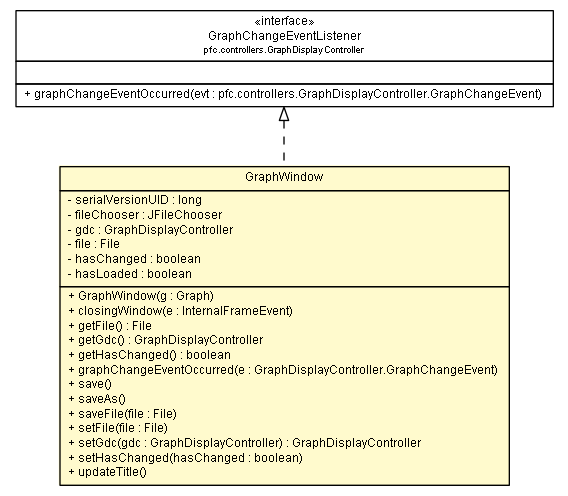 «interface»
GraphChangeEventListener
pfc.controllers.GraphDisplayController
+ graphChangeEventOccurred(evt : pfc.controllers.GraphDisplayController.GraphChangeEvent)
GraphWindow
- serialVersionUID : long
- fileChooser : JFileChooser
- gdc : GraphDisplayController
- file : File
- hasChanged : boolean
- hasLoaded : boolean
+ GraphWindow(g : Graph)
+ closingWindow(e : InternalFrameEvent)
+ getFile() : File
+ getGdc() : GraphDisplayController
+ getHasChanged() : boolean
+ graphChangeEventOccurred(e : GraphDisplayController.GraphChangeEvent)
+ save()
+ saveAs()
+ saveFile(file : File)
+ setFile(file : File)
+ setGdc(gdc : GraphDisplayController) : GraphDisplayController
+ setHasChanged(hasChanged : boolean)
+ updateTitle()